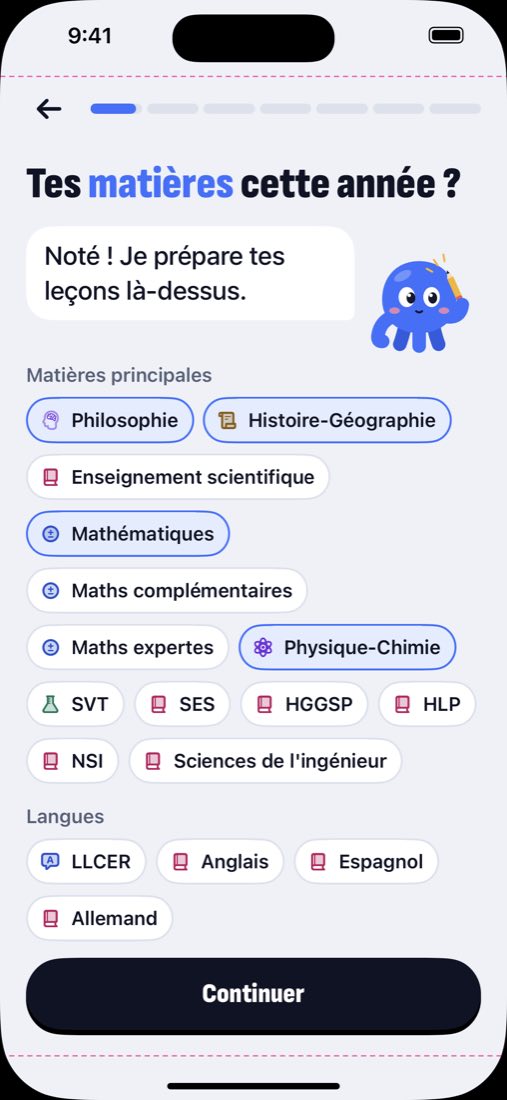 9:41
Tes matières cette année ?
Noté ! Je prépare tes
leçons là-dessus.
Matières principales
Philosophie
Histoire-Géographie
Enseignement scientifique
Mathématiques
Maths complémentaires
Maths expertes
Physique-Chimie
SVT
SES
HGGSP
HLP
NSI
Sciences de l'ingénieur
Langues
LLCER
Anglais
Espagnol
Allemand
Continuer